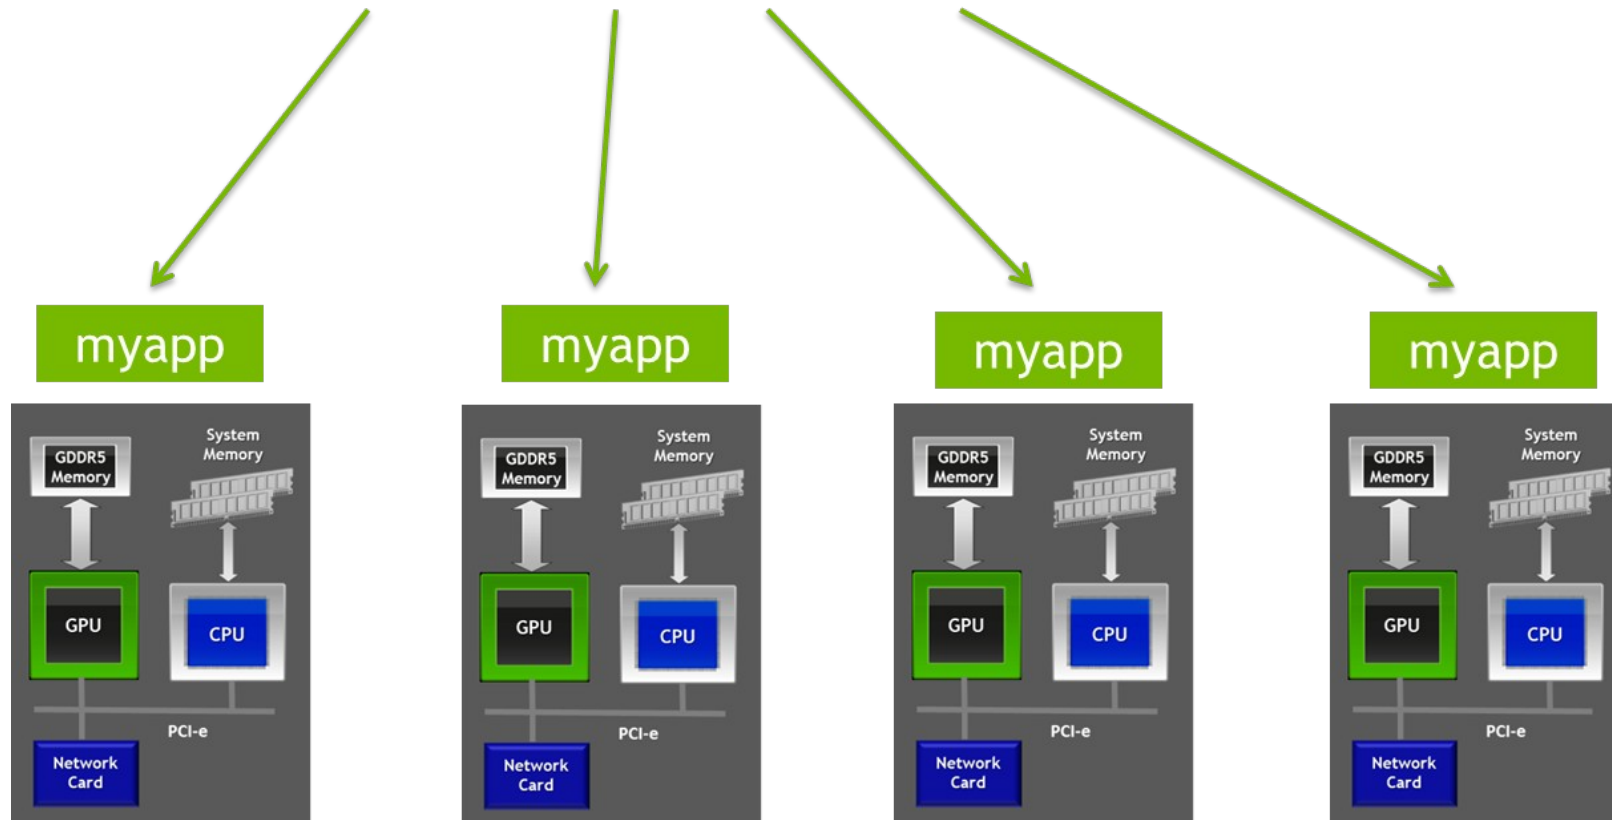 myapp
myapp
myapp
myapp
GDDR5
Memory
System
Memory
GPU
CPU
PCI-e
Network
Card
GDDR5
Memory
System
Memory
GPU
CPU
PCI-e
Network
Card
GDDR5
Memory
System
Memory
GPU
CPU
PCI-e
Network
Card
GDDR5
Memory
System
Memory
GPU
CPU
PCI-e
Network
Card